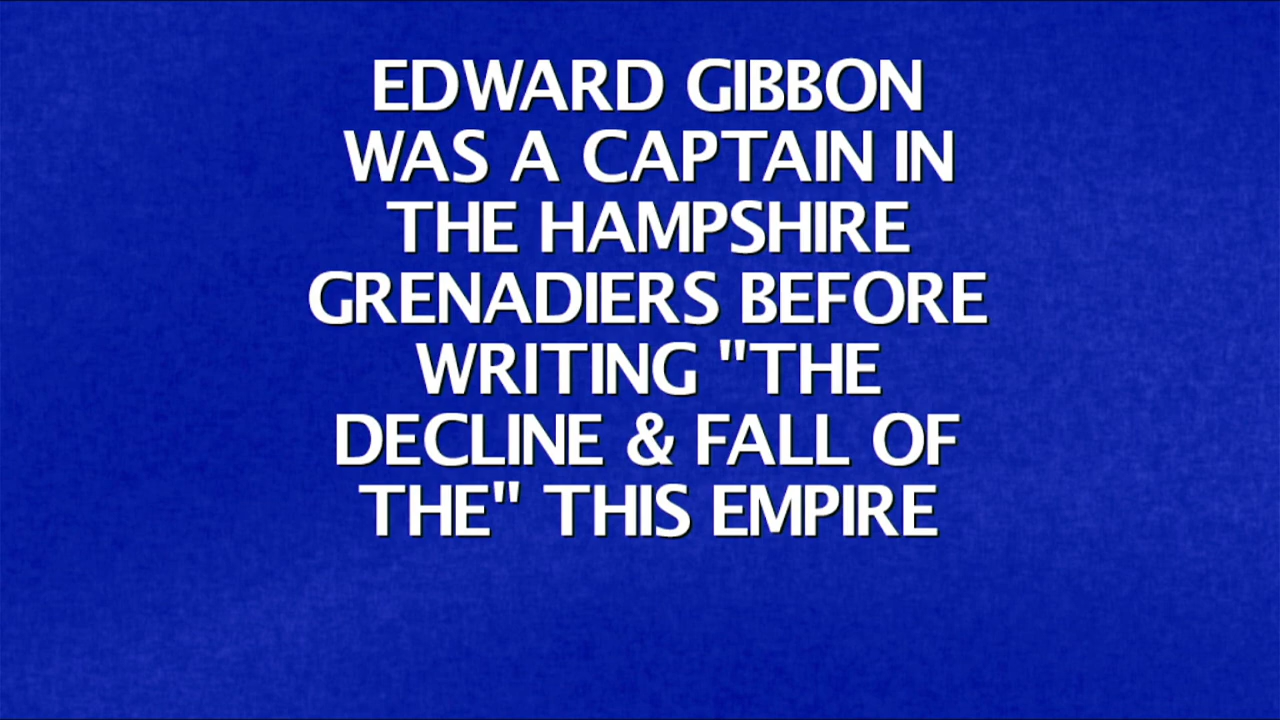 EDWARD GIBBON
WAS A CAPTAIN IN
THE HAMPSHIRE
GRENADIERS BEFORE
WRITING "THE
DECLINE & FALL OF
THE" THIS EMPIRE